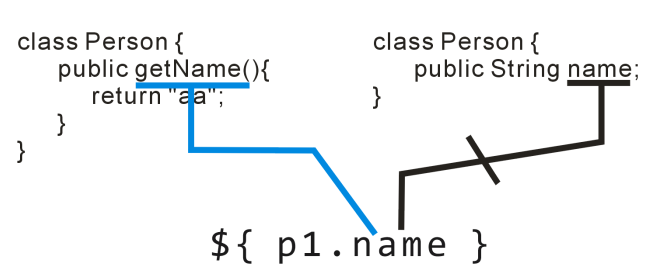 class Person {
public getName(){
return "aa";
}
}
class Person {
public String name;
}
${ p1.name }